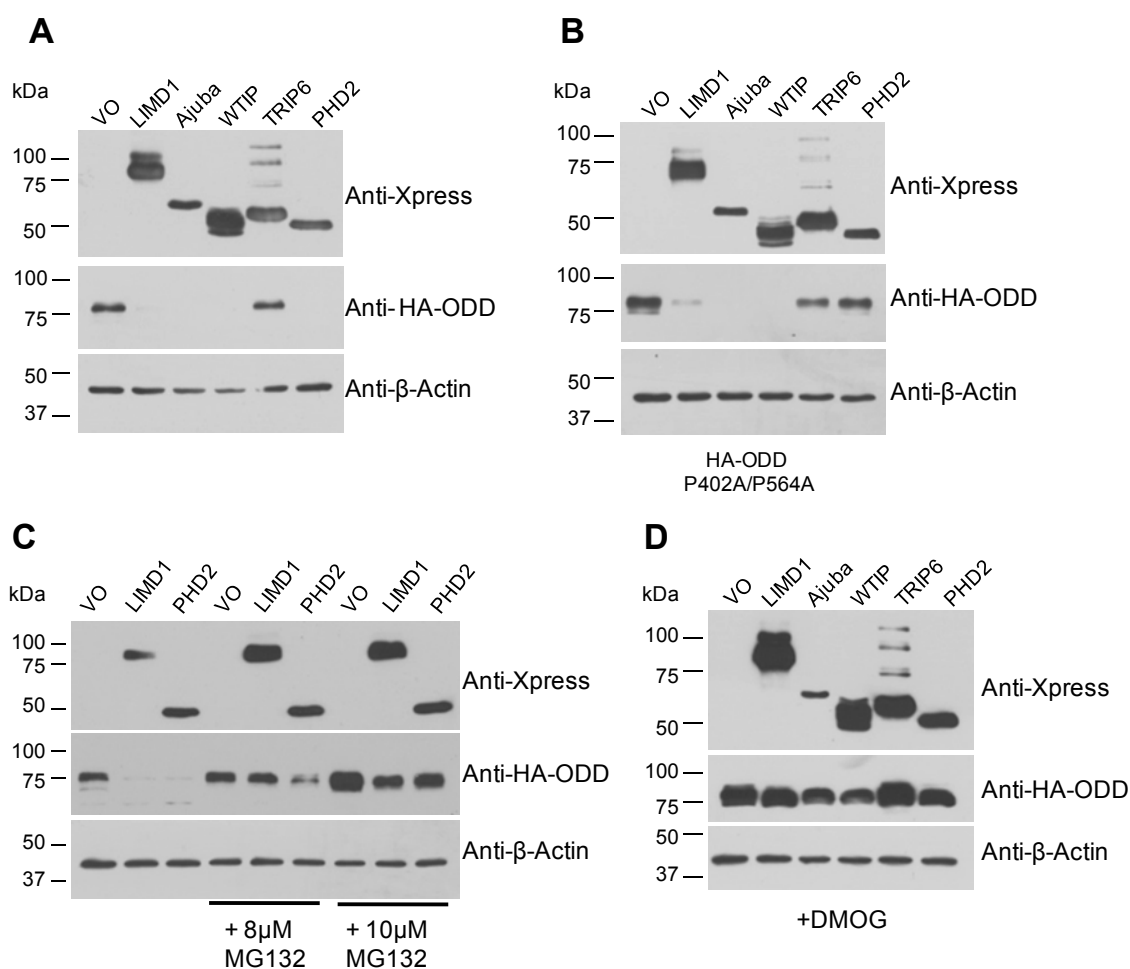 A
kDa
VO LIMD1 Ajuba WTIP TRIP6 PHD2
100
75
50
Anti-Xpress
100
75
Anti-HA-ODD
50
37
Anti-β-Actin
B
kDa
VO LIMD1 Ajuba WTIP TRIP6 PHD2
100
75
50
Anti-Xpress
100
75
Anti-HA-ODD
50
37
Anti-β-Actin
HA-ODD
P402A/P564A
C
kDa
VO LIMD1 PHD2 VO LIMD1 PHD2 VO LIMD1 PHD2
100
75
50
Anti-Xpress
100
75
Anti-HA-ODD
50
37
Anti-β-Actin
+ 8µM
MG132
+ 10µM
MG132
D
kDa
VO LIMD1 Ajuba WTIP TRIP6 PHD2
100
75
50
Anti-Xpress
100
75
Anti-HA-ODD
50
37
Anti-β-Actin
+DMOG